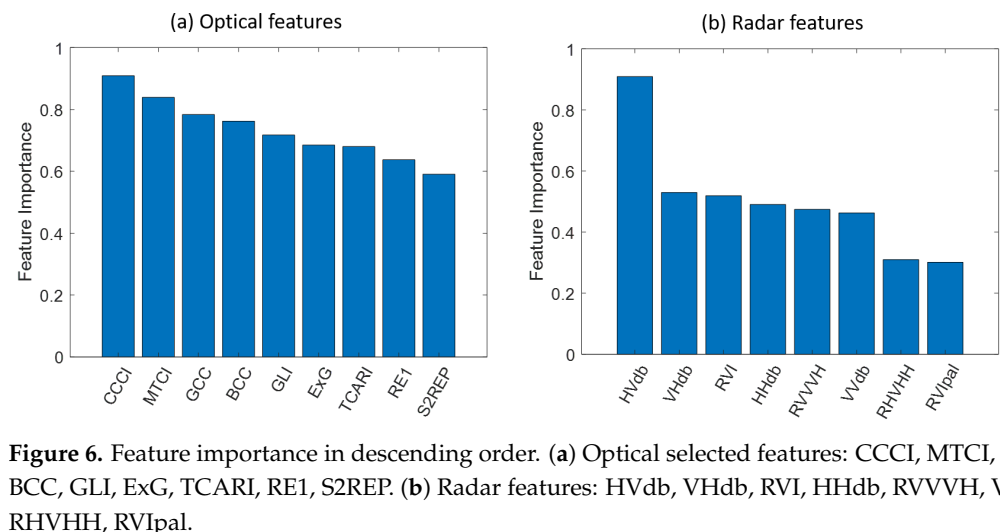 (a) Optical features
1
0.8
0.6
0.4
0.2
0
Feature Importance
CCCI
MTCI
GCC
BCC
GLI
ExG
TCARI
RE1
S2REP
(b) Radar features
1
0.8
0.6
0.4
0.2
0
Feature Importance
HVdb
VHdb
RVI
HHdb
RVVVH
VVdb
RHVHH
RVIpal
Figure 6. Feature importance in descending order. (a) Optical selected features: CCCI, MTCI,
BCC, GLI, ExG, TCARI, RE1, S2REP. (b) Radar features: HVdb, VHdb, RVI, HHdb, RVVVH,
RHVHH, RVIpal.